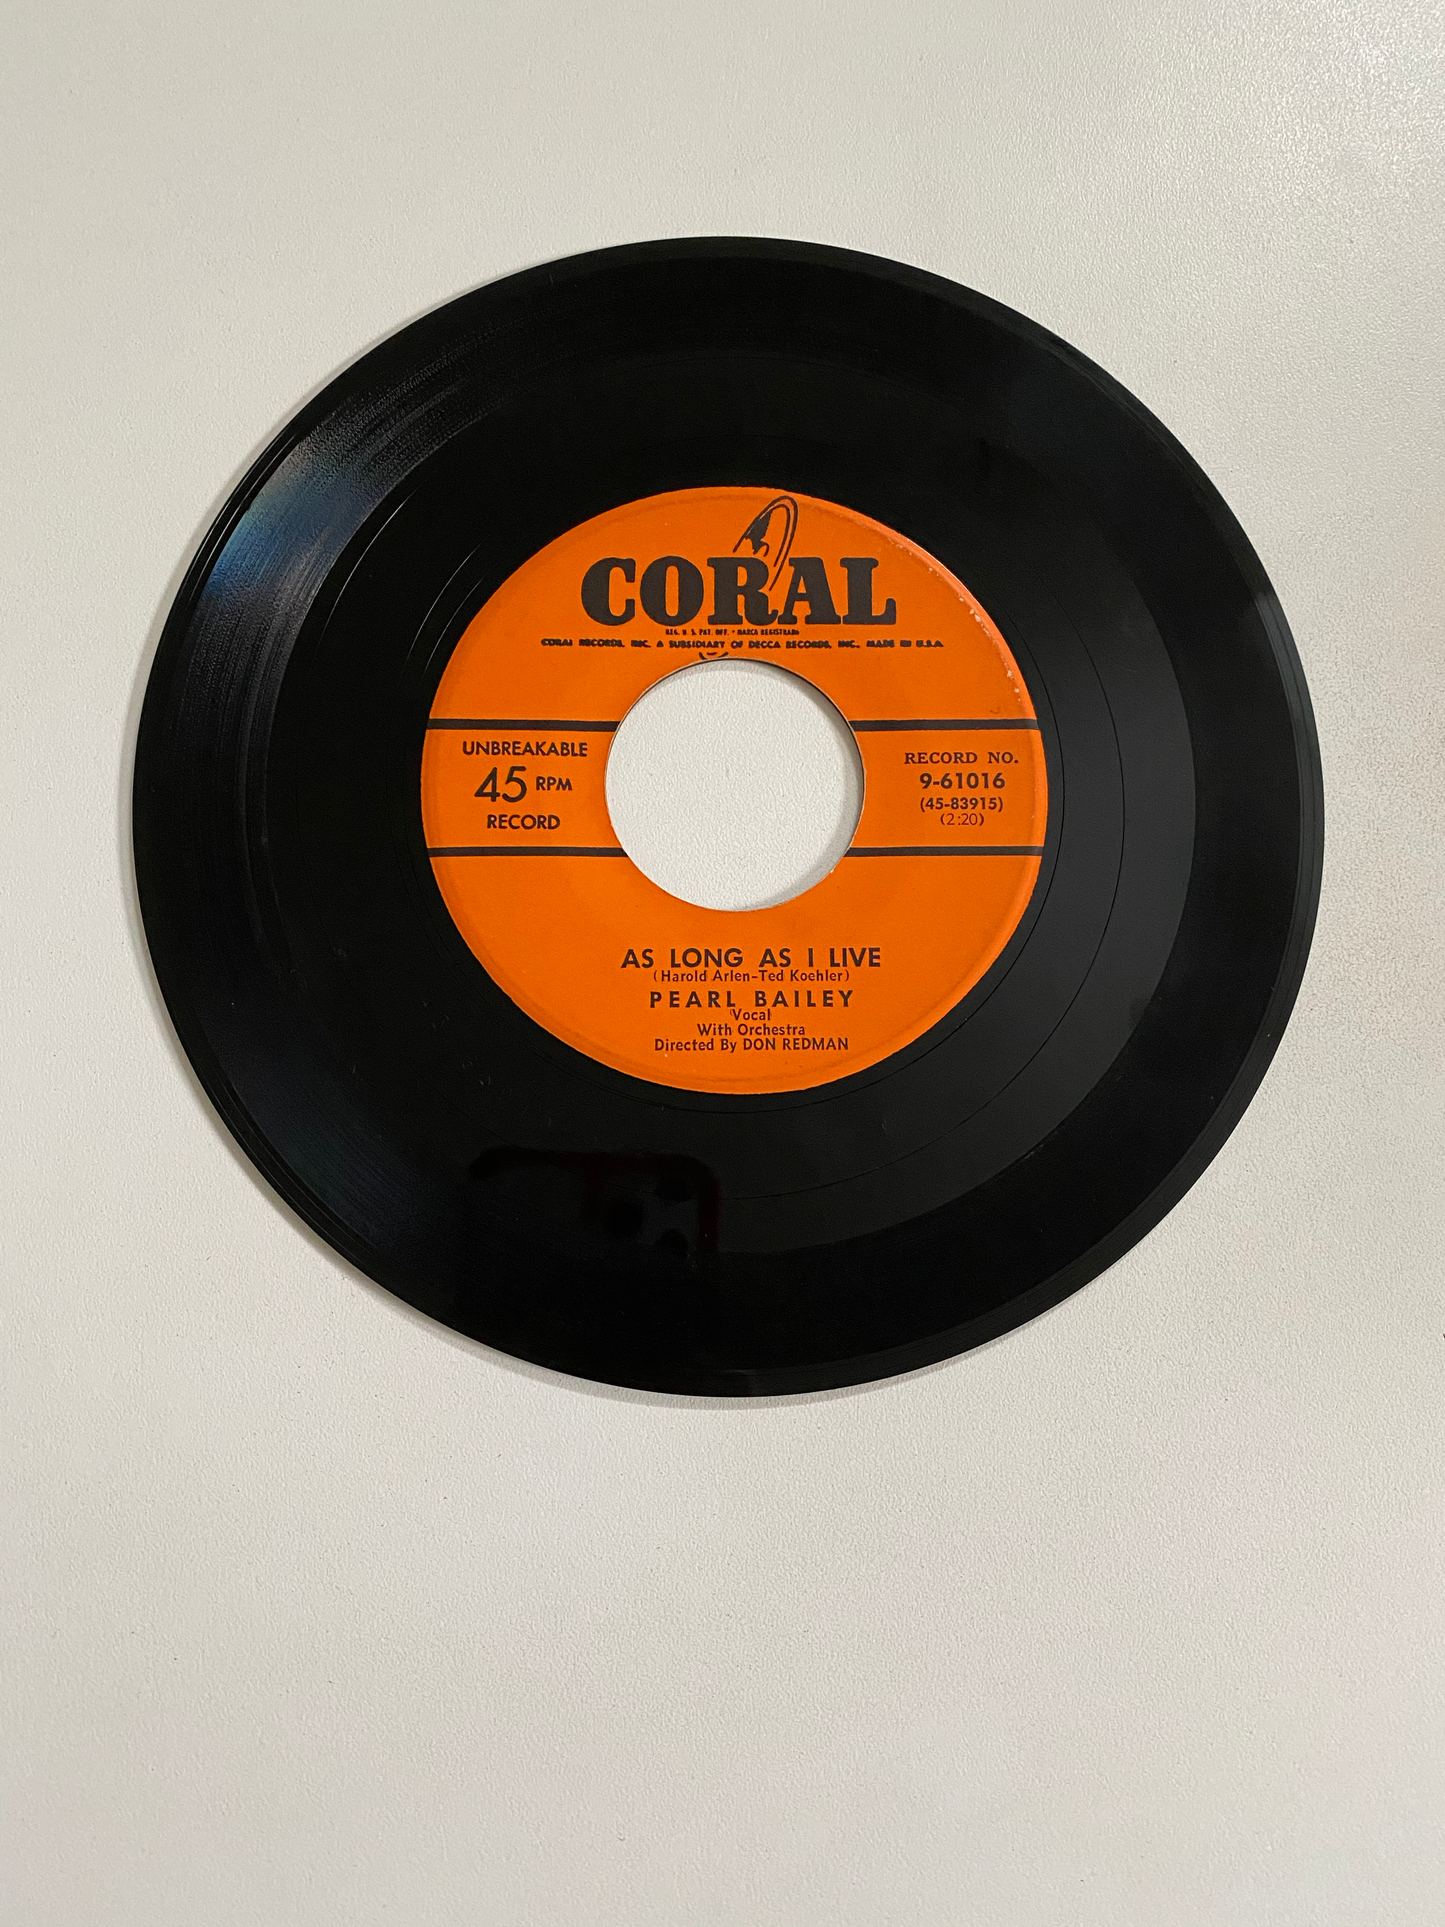 CORAL
REG. U. S. PAT. OFF. • MARCA REGISTRADA
CORAL RECORDS, INC. A SUBSIDIARY OF DECCA RECORDS, INC., MADE IN U.S.A.
UNBREAKABLE
45 RPM
RECORD
RECORD NO.
9-61016
(45-83915)
(2:20)
AS LONG AS I LIVE
(Harold Arlen-Ted Koehler)
PEARL BAILEY
Vocal
With Orchestra
Directed By DON REDMAN